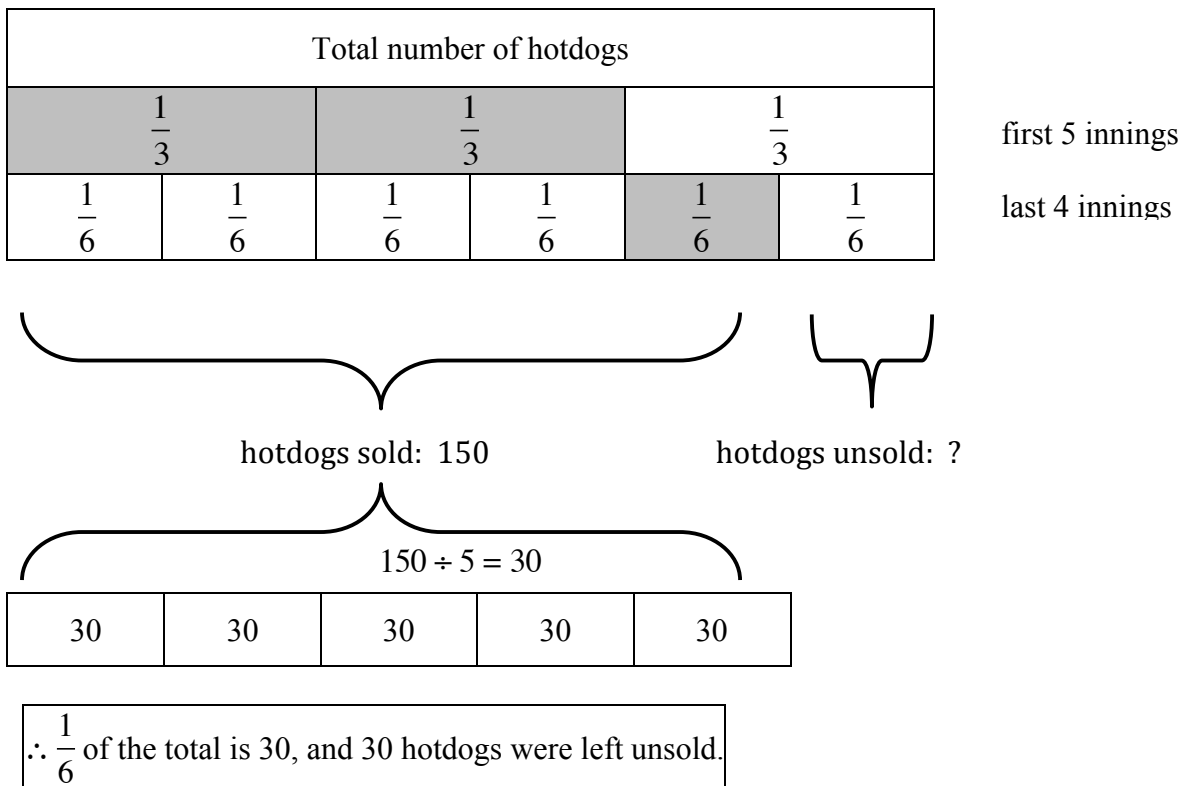 Total number of hotdogs
1/3 1/3 1/3 first 5 innings
1/6 1/6 1/6 1/6 1/6 1/6 last 4 innings
hotdogs sold: 150 hotdogs unsold: ?
150 ÷ 5 = 30
30 30 30 30 30
∴ 1/6 of the total is 30, and 30 hotdogs were left unsold.